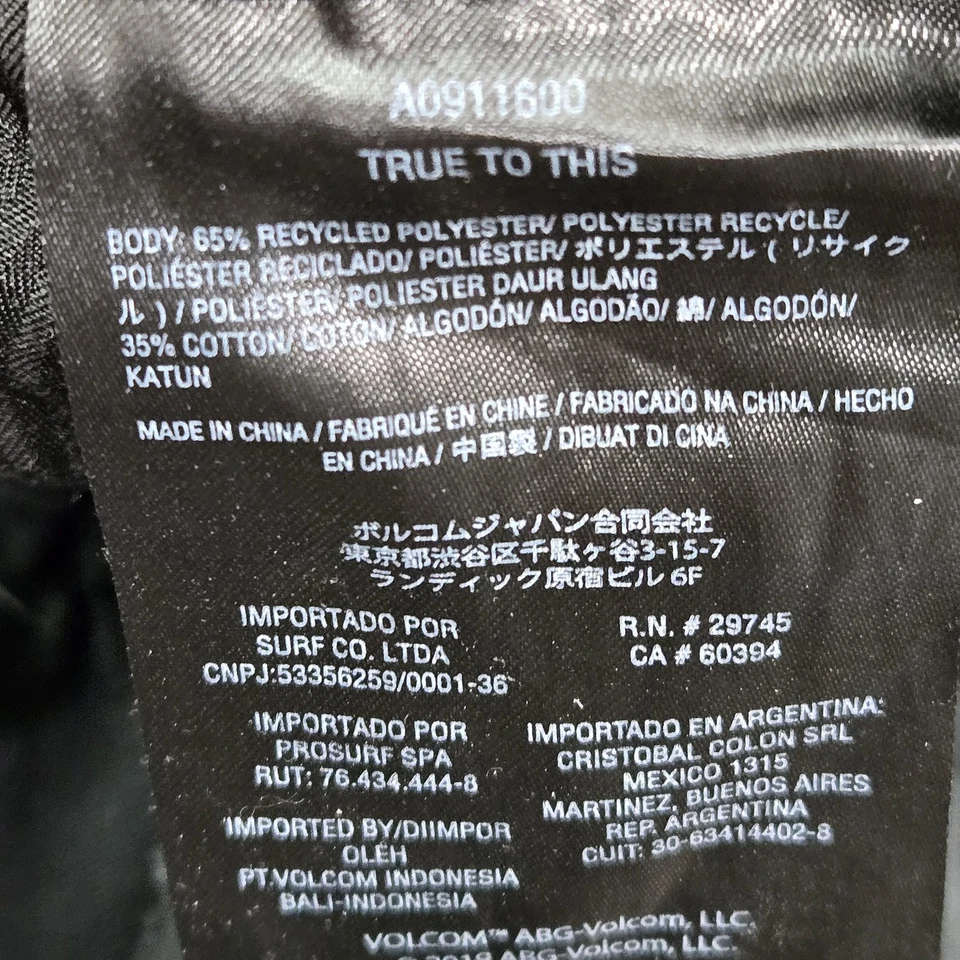 A0911600
TRUE TO THIS
BODY: 65% RECYCLED POLYESTER/ POLYESTER RECYCLE/
POLIÉSTER RECICLADO/ POLIÉSTER/ ポリエステル ( リサイク
ル ) / POLIÉSTER/ POLIESTER DAUR ULANG
35% COTTON/ COTON/ ALGODÓN/ ALGODÃO/ 綿/ ALGODÓN/
KATUN
MADE IN CHINA / FABRIQUÉ EN CHINE / FABRICADO NA CHINA / HECHO
EN CHINA / 中国製 / DIBUAT DI CINA
ボルコムジャパン合同会社
東京都渋谷区千駄ヶ谷3-15-7
ランディック原宿ビル 6F
IMPORTADO POR
SURF CO. LTDA
CNPJ:53356259/0001-36
R.N. # 29745
CA # 60394
IMPORTADO POR
PROSURF SPA
RUT: 76.434.444-8
IMPORTADO EN ARGENTINA:
CRISTOBAL COLON SRL
MEXICO 1315
MARTINEZ, BUENOS AIRES
REP. ARGENTINA
CUIT: 30-63414402-8
IMPORTED BY/DIIMPOR
OLEH
PT.VOLCOM INDONESIA
BALI-INDONESIA
VOLCOM™ ABG-Volcom, LLC.
© 2019 ABG-Volcom, LLC.